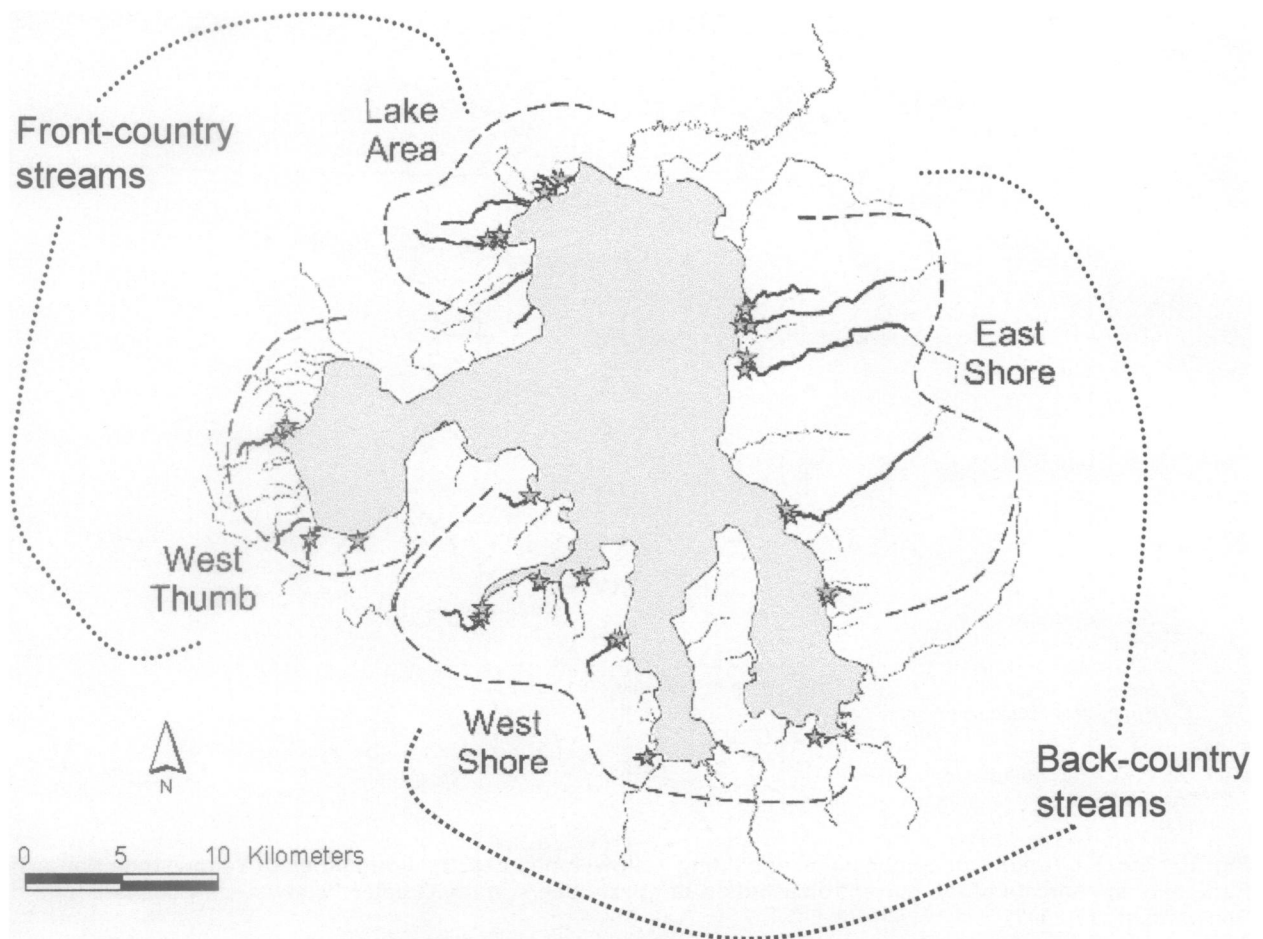 Lake
Area
Front-country
streams
East
Shore
West
Thumb
West
Shore
Back-country
streams
N
0 5 10 Kilometers